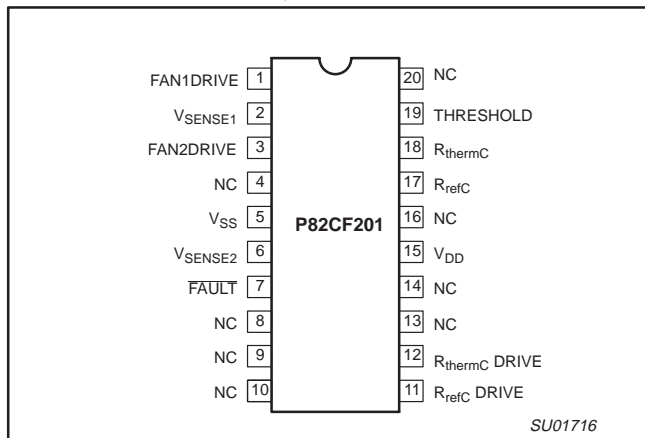 FAN1DRIVE 1
VSENSE1 2
FAN2DRIVE 3
NC 4
VSS 5
VSENSE2 6
FAULT 7
NC 8
NC 9
NC 10
P82CF201
20 NC
19 THRESHOLD
18 RthermC
17 RrefC
16 NC
15 VDD
14 NC
13 NC
12 RthermC DRIVE
11 RrefC DRIVE
SU01716